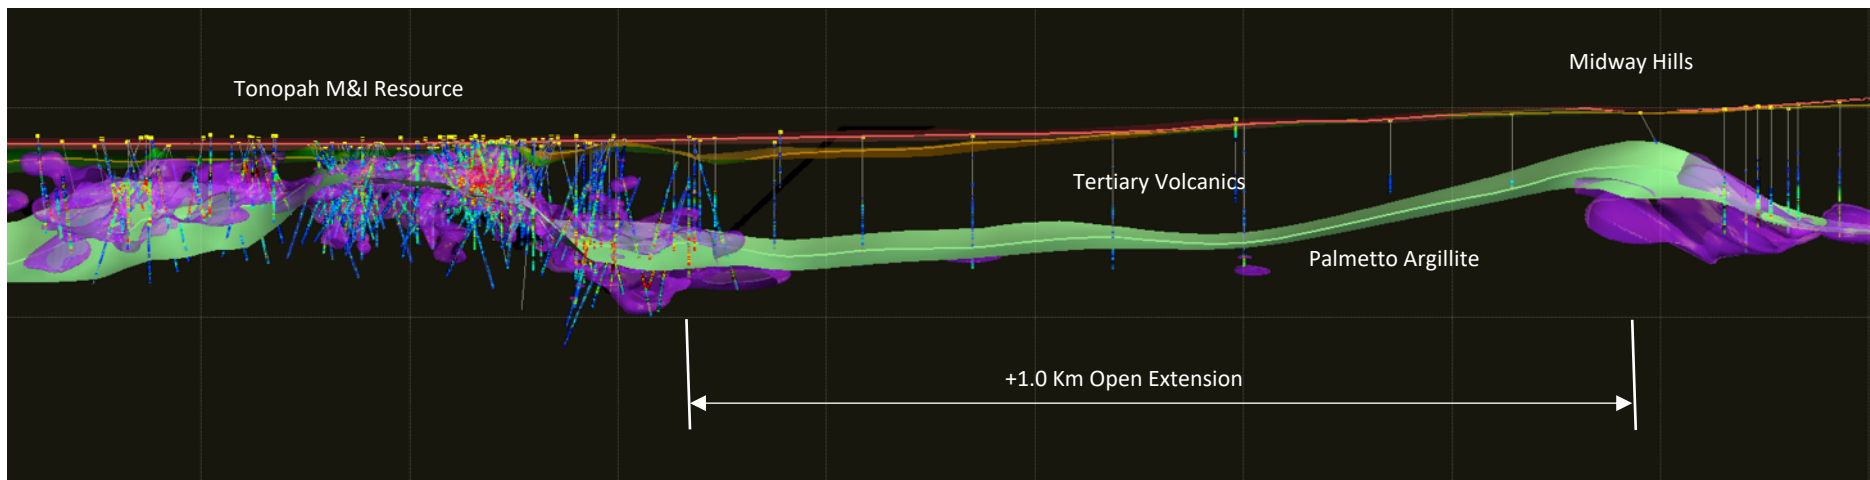 Midway Hills
Tonopah M&I Resource
Tertiary Volcanics
Palmetto Argillite
+1.0 Km Open Extension